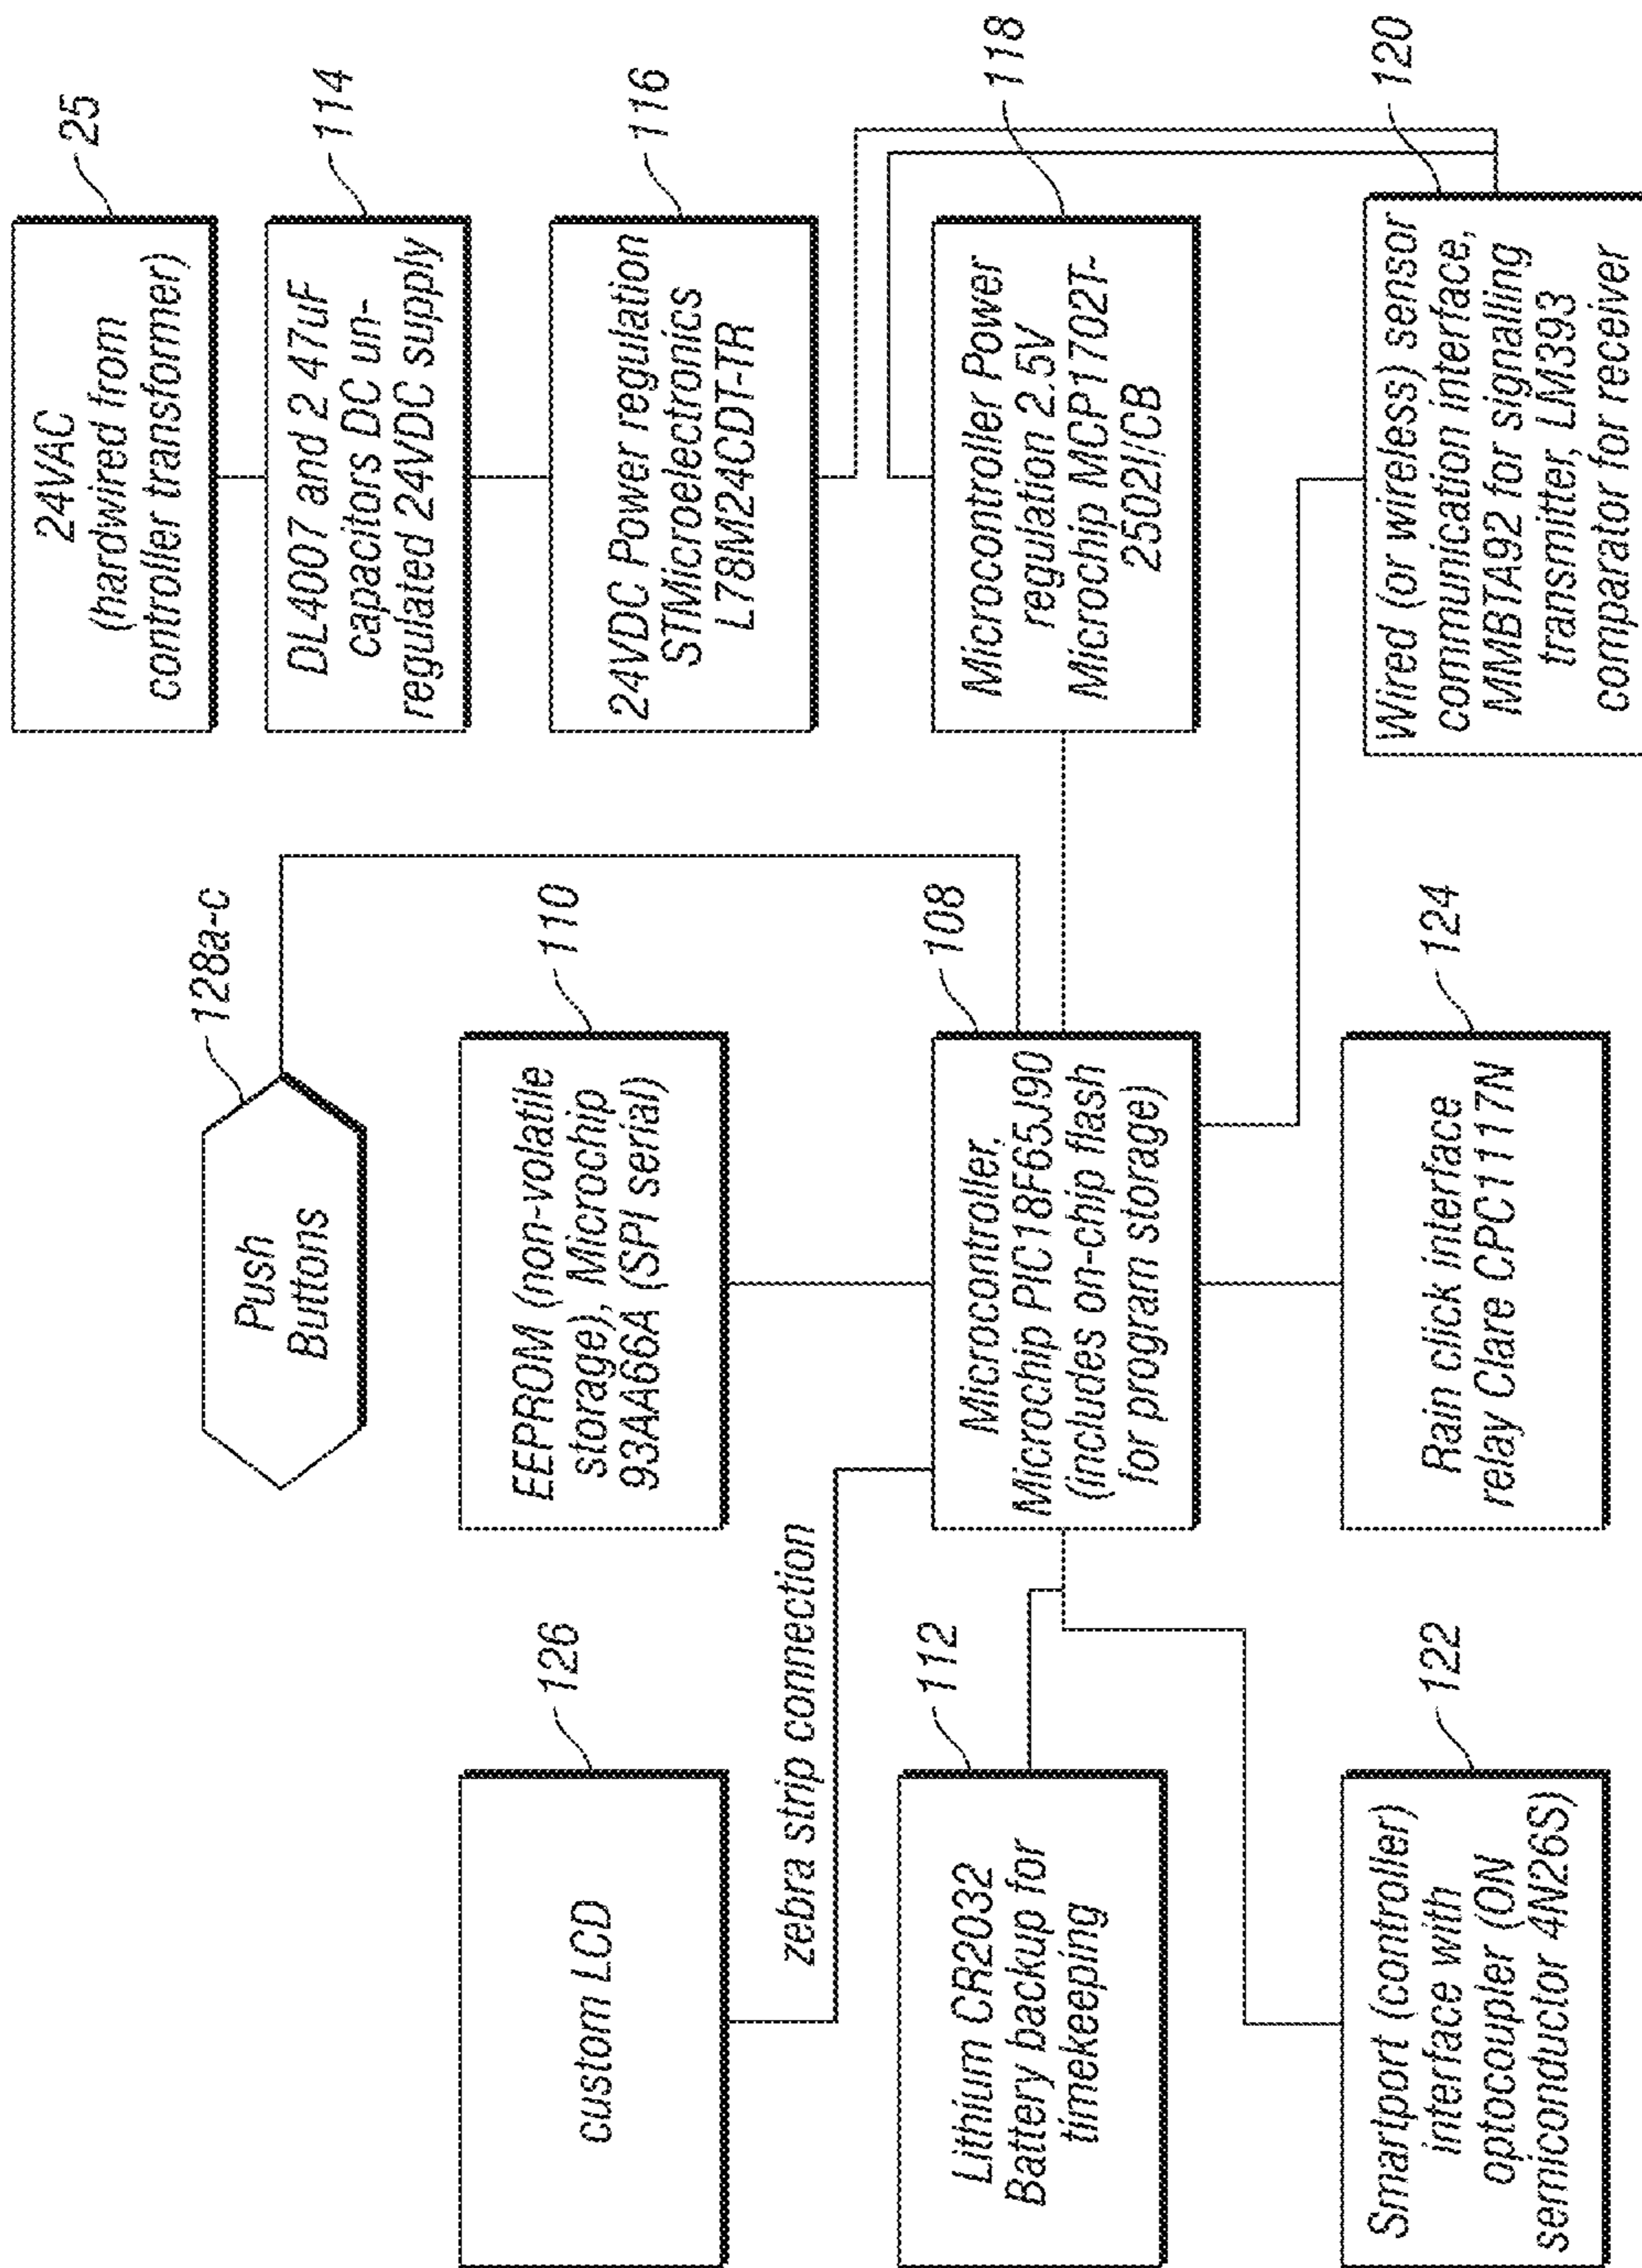 24VAC
(hardwired from
controller transformer)
25
DL4007 and 2 47uF
capacitors DC un-
regulated 24VDC supply
114
24VDC Power regulation
STMicroelectronics
L78M24CDT-TR
116
Microcontroller Power
regulation 2.5V
Microchip MCP1702T-
2502I/CB
118
Wired (or wireless) sensor
communication interface,
MMBTA92 for signalling
transmitter, LM393
comparator for receiver
120
Push
Buttons
128a-c
EEPROM (non-volatile
storage), Microchip
93AA66A (SPI serial)
110
Microcontroller,
Microchip PIC18F65J90
(includes on-chip flash
for program storage)
108
Rain click interface
relay Clare CPC1117N
124
custom LCD
126
zebra strip connection
Lithium CR2032
Battery backup for
timekeeping
112
Smartport (controller)
interface with
optocoupler (ON
semiconductor 4N26S)
122